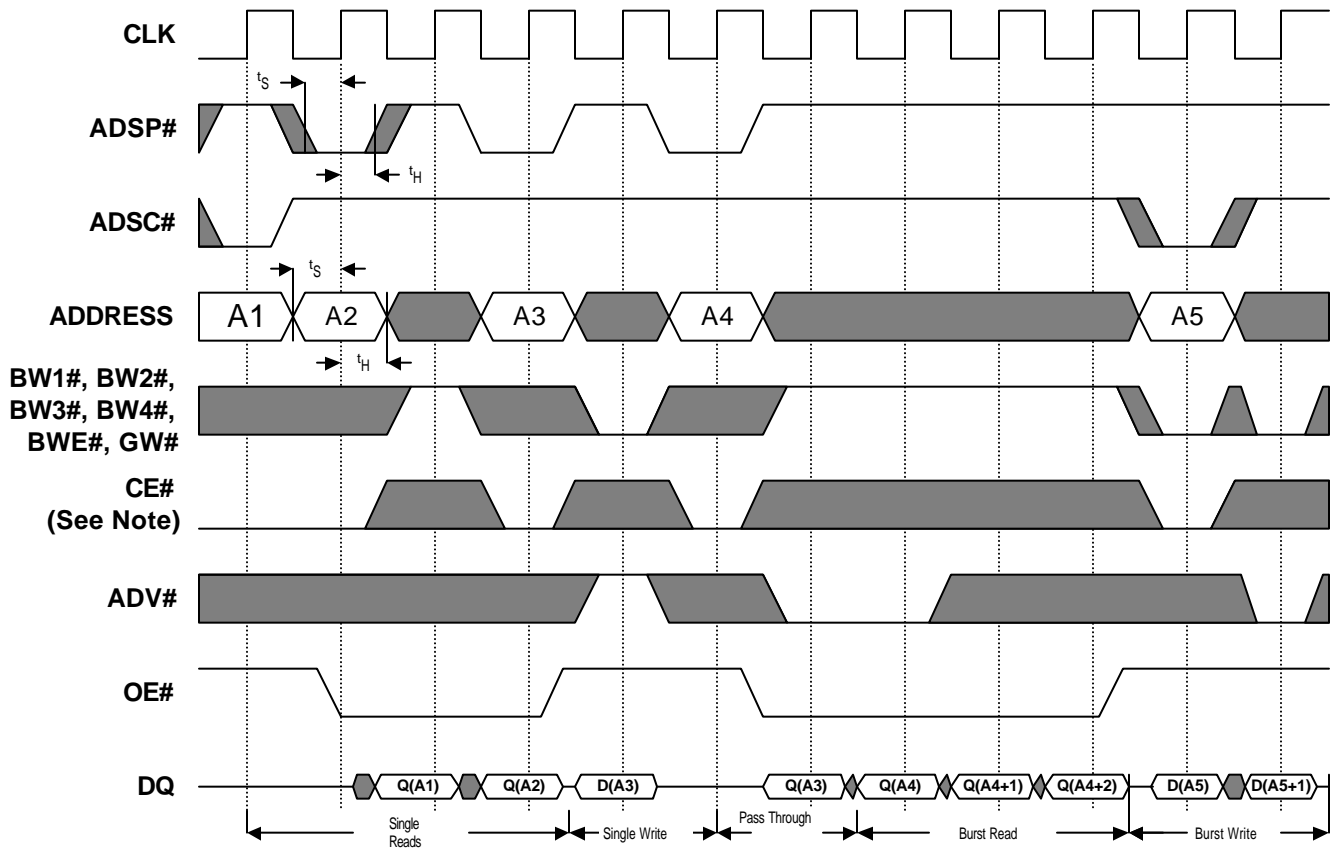 CLK
tS
ADSP#
tH
ADSC#
tS
ADDRESS
A1 A2 A3 A4 A5
tH
BW1#, BW2#,
BW3#, BW4#,
BWE#, GW#
CE#
(See Note)
ADV#
OE#
DQ
Q(A1) Q(A2) D(A3) Q(A3) Q(A4) Q(A4+1) Q(A4+2) D(A5) D(A5+1)
Single
Reads
Single Write
Pass Through
Burst Read
Burst Write